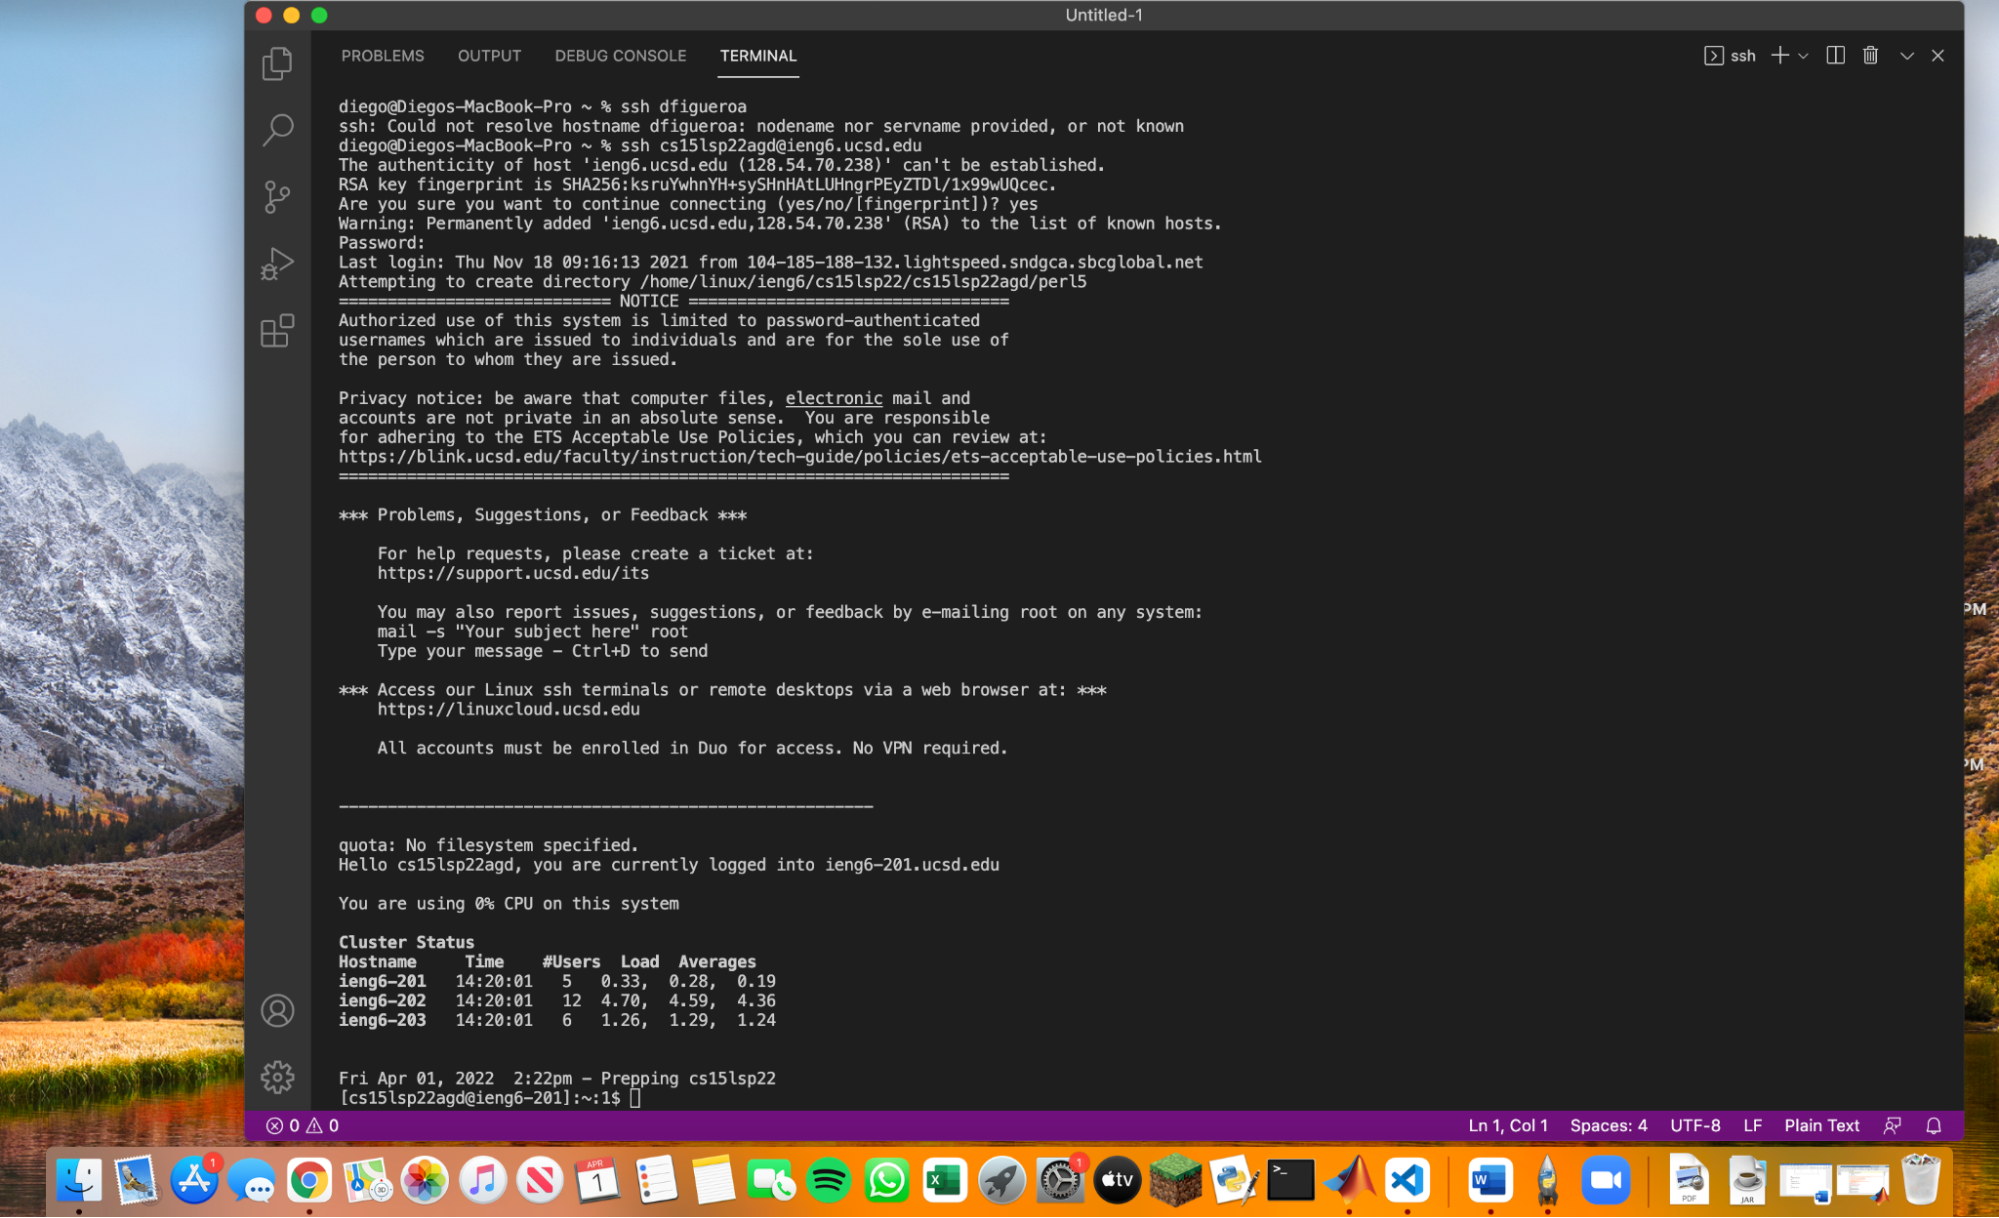 Untitled-1
PROBLEMS OUTPUT DEBUG CONSOLE TERMINAL ssh
diego@Diegos-MacBook-Pro ~ % ssh dfigueroa
ssh: Could not resolve hostname dfigueroa: nodename nor servname provided, or not known
diego@Diegos-MacBook-Pro ~ % ssh cs15lsp22agd@ieng6.ucsd.edu
The authenticity of host 'ieng6.ucsd.edu (128.54.70.238)' can't be established.
RSA key fingerprint is SHA256:ksruYwhnYH+sySHnHAtLUHngrPEyZTDl/1x99wUQcec.
Are you sure you want to continue connecting (yes/no/[fingerprint])? yes
Warning: Permanently added 'ieng6.ucsd.edu,128.54.70.238' (RSA) to the list of known hosts.
Password:
Last login: Thu Nov 18 09:16:13 2021 from 104-185-188-132.lightspeed.sndgca.sbcglobal.net
Attempting to create directory /home/linux/ieng6/cs15lsp22/cs15lsp22agd/perl5
============================ NOTICE =================================
Authorized use of this system is limited to password-authenticated
usernames which are issued to individuals and are for the sole use of
the person to whom they are issued.
Privacy notice: be aware that computer files, electronic mail and
accounts are not private in an absolute sense.  You are responsible
for adhering to the ETS Acceptable Use Policies, which you can review at:
https://blink.ucsd.edu/faculty/instruction/tech-guide/policies/ets-acceptable-use-policies.html
=====================================================================
*** Problems, Suggestions, or Feedback ***
For help requests, please create a ticket at:
https://support.ucsd.edu/its
You may also report issues, suggestions, or feedback by e-mailing root on any system:
mail -s "Your subject here" root
Type your message - Ctrl+D to send
*** Access our Linux ssh terminals or remote desktops via a web browser at: ***
https://linuxcloud.ucsd.edu
All accounts must be enrolled in Duo for access. No VPN required.
-------------------------------------------------------
quota: No filesystem specified.
Hello cs15lsp22agd, you are currently logged into ieng6-201.ucsd.edu
You are using 0% CPU on this system
Cluster Status
Hostname     Time    #Users  Load  Averages
ieng6-201   14:20:01   5   0.33,  0.28,  0.19
ieng6-202   14:20:01   12  4.70,  4.59,  4.36
ieng6-203   14:20:01   6   1.26,  1.29,  1.24
Fri Apr 01, 2022  2:22pm - Prepping cs15lsp22
[cs15lsp22agd@ieng6-201]:~:1$
0 0 Ln 1, Col 1 Spaces: 4 UTF-8 LF Plain Text
PM
PM
1
3D
APR
1
1
tv
>_
W
PDF
JAR